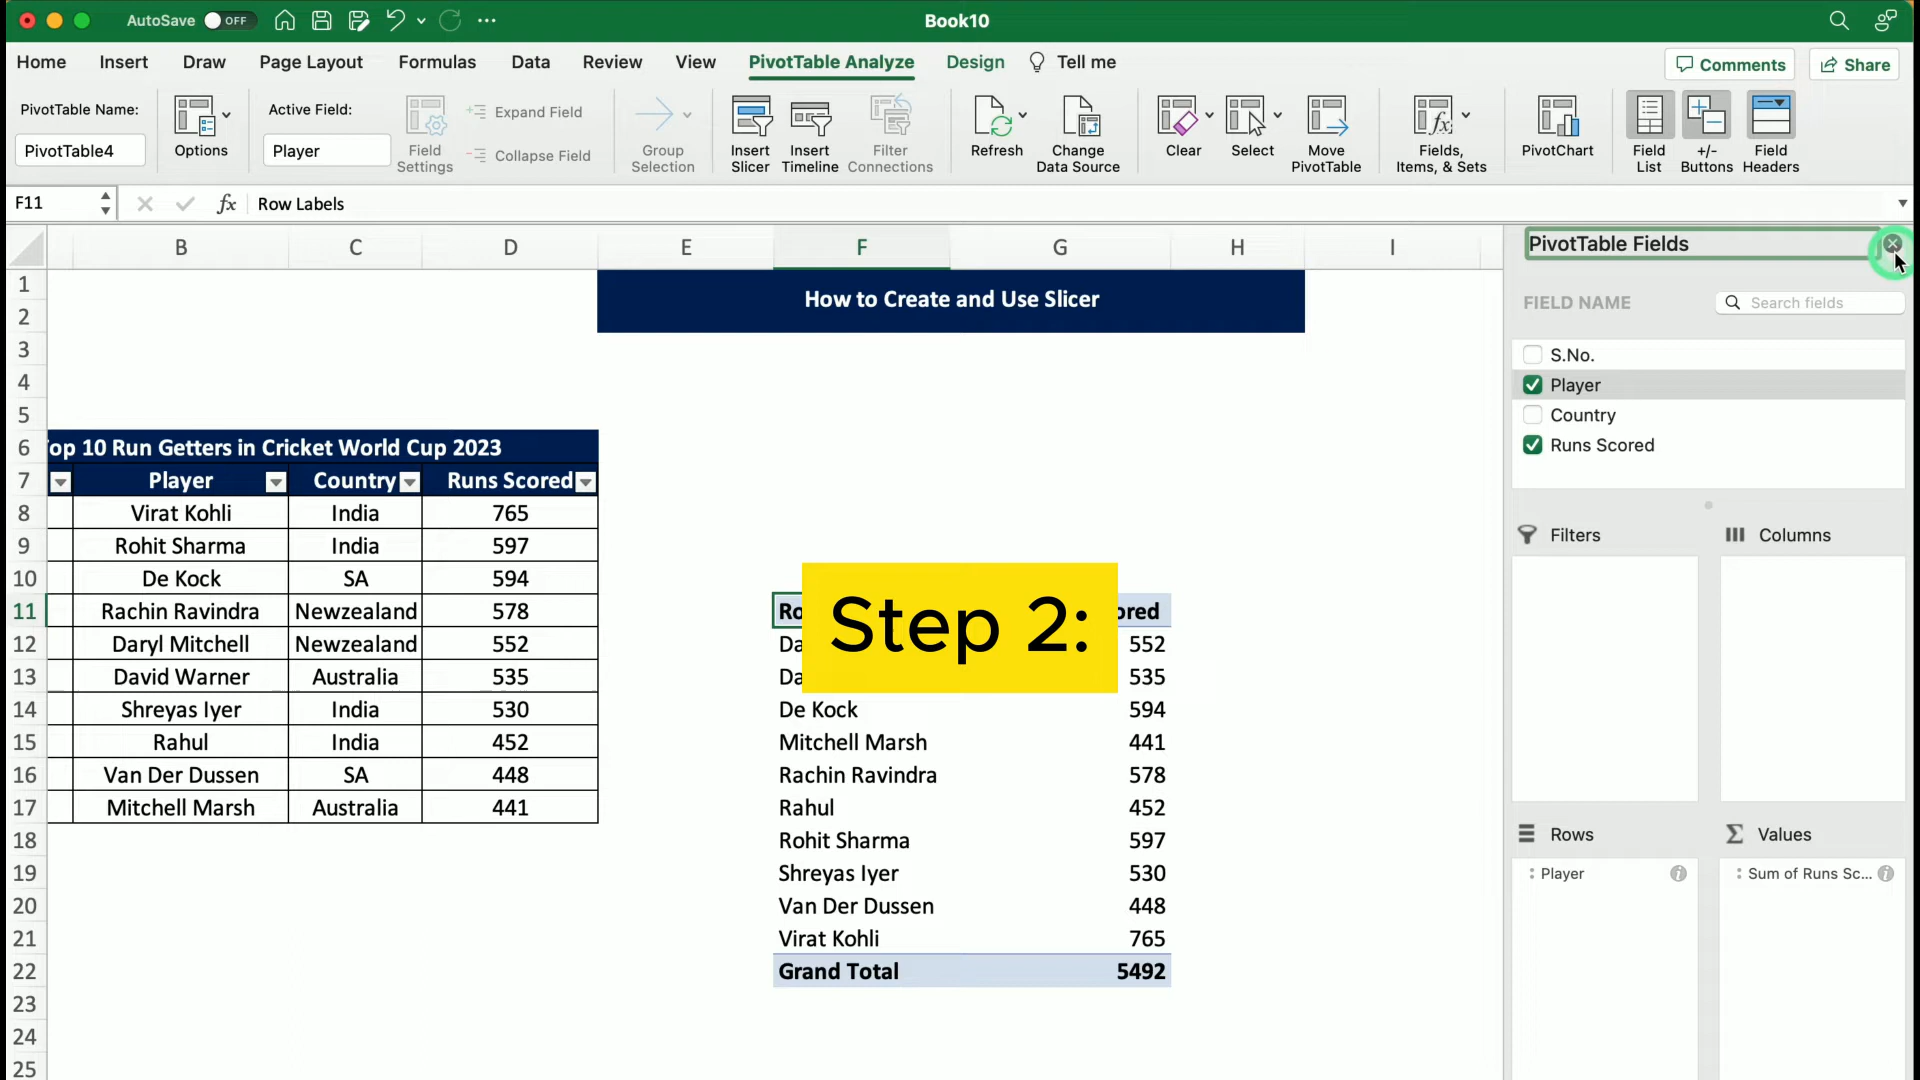 AutoSave OFF
Book10
Home Insert Draw Page Layout Formulas Data Review View PivotTable Analyze Design Tell me
Comments Share
PivotTable Name:
PivotTable4
Options
Active Field:
Player
Field Settings
Expand Field
Collapse Field
Group Selection
Insert Slicer
Insert Timeline
Filter Connections
Refresh
Change Data Source
Clear
Select
Move PivotTable
Fields, Items, & Sets
PivotChart
Field List
+/- Buttons
Field Headers
F11 fx Row Labels
B C D E F G H I
1
2
3
4
5
6
7
8
9
10
11
12
13
14
15
16
17
18
19
20
21
22
23
24
25
How to Create and Use Slicer
op 10 Run Getters in Cricket World Cup 2023
Player Country Runs Scored
Virat Kohli India 765
Rohit Sharma India 597
De Kock SA 594
Rachin Ravindra Newzealand 578
Daryl Mitchell Newzealand 552
David Warner Australia 535
Shreyas Iyer India 530
Rahul India 452
Van Der Dussen SA 448
Mitchell Marsh Australia 441
Step 2:
Ro ored
Da 552
Da 535
De Kock 594
Mitchell Marsh 441
Rachin Ravindra 578
Rahul 452
Rohit Sharma 597
Shreyas Iyer 530
Van Der Dussen 448
Virat Kohli 765
Grand Total 5492
PivotTable Fields
FIELD NAME Search fields
S.No.
Player
Country
Runs Scored
Filters Columns
Rows Values
Player Sum of Runs Sc...